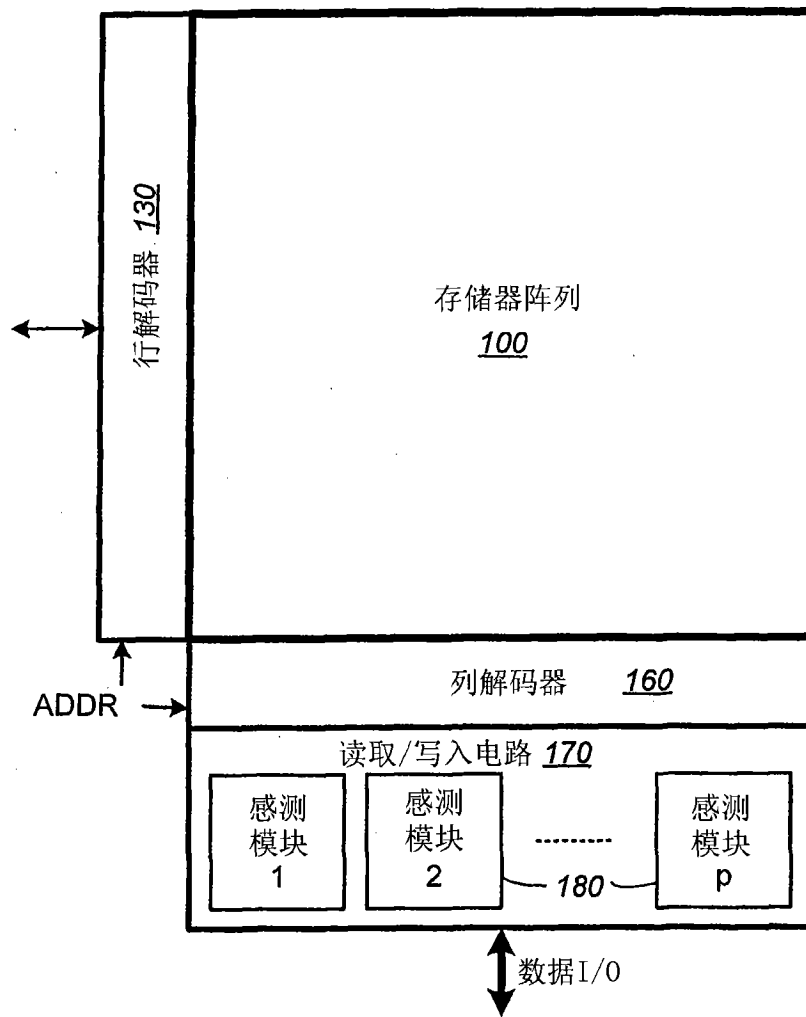 行解码器 130
存储器阵列
100
列解码器 160
ADDR
读取/写入电路 170
感测
模块
1
感测
模块
2
........
感测
模块
p
180
数据I/O